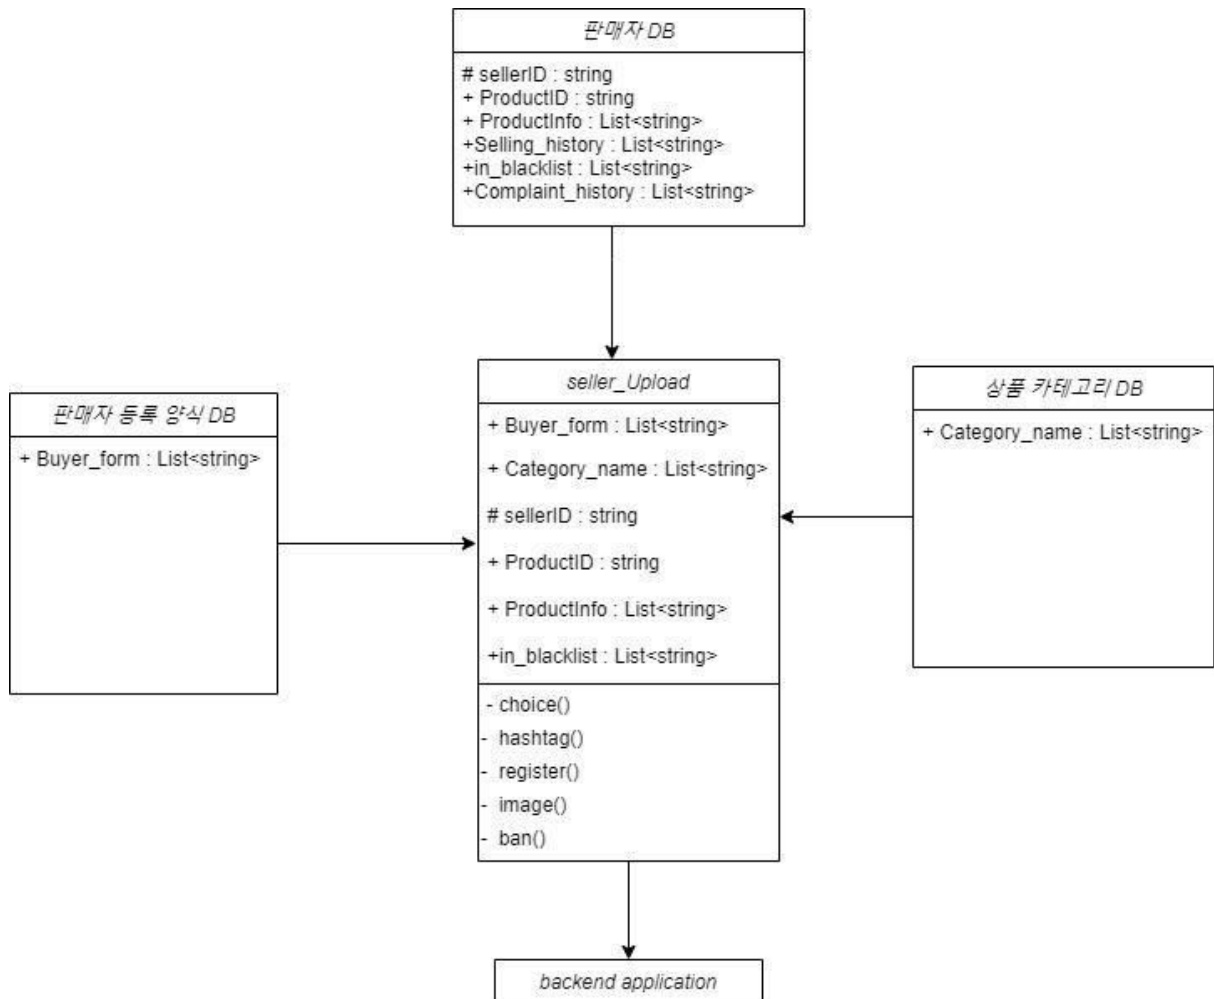 판매자 DB
# sellerID : string
+ ProductID : string
+ ProductInfo : List<string>
+Selling_history : List<string>
+in_blacklist : List<string>
+Complaint_history : List<string>
판매자 등록 양식 DB
+ Buyer_form : List<string>
seller_Upload
+ Buyer_form : List<string>
+ Category_name : List<string>
# sellerID : string
+ ProductID : string
+ ProductInfo : List<string>
+in_blacklist : List<string>
- choice()
- hashtag()
- register()
- image()
- ban()
상품 카테고리 DB
+ Category_name : List<string>
backend application